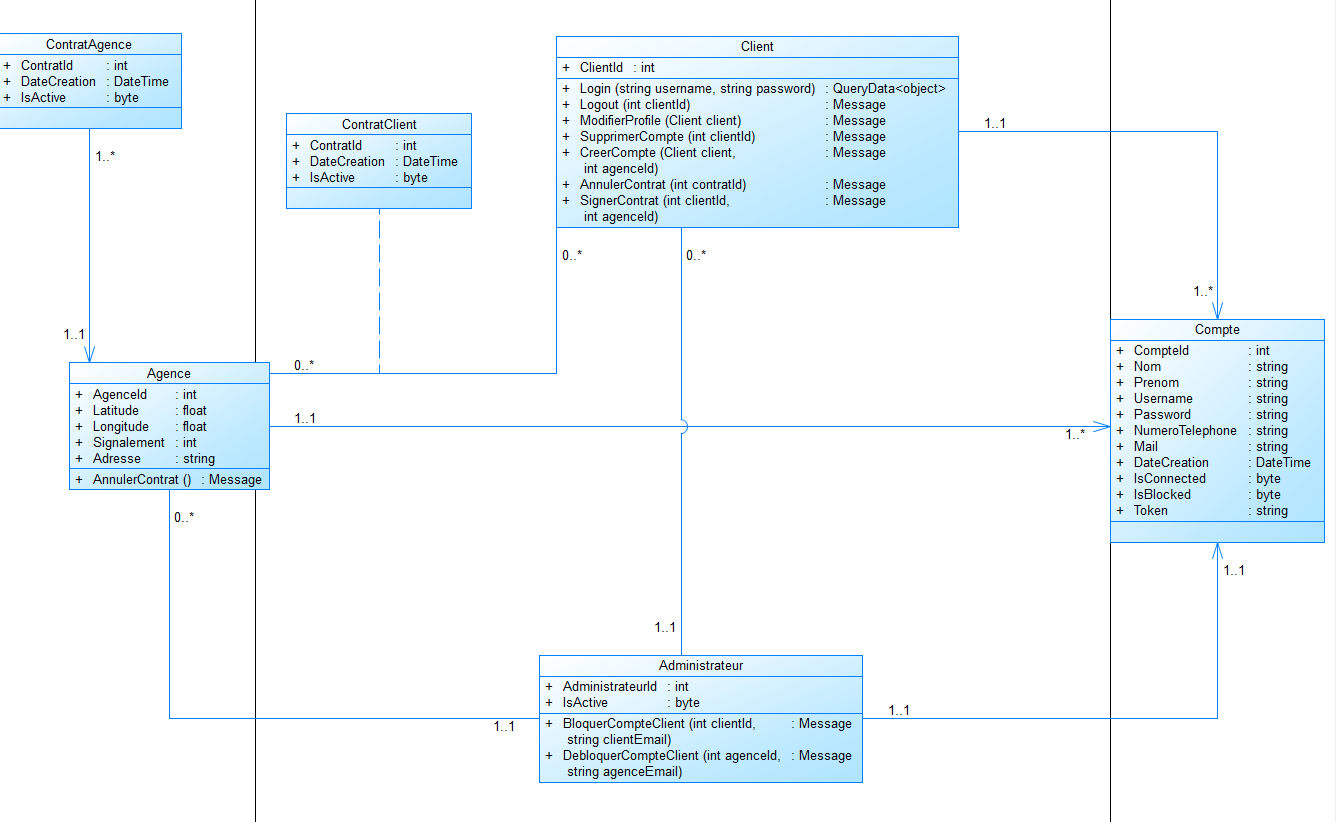 ContratAgence
+ ContratId : int
+ DateCreation : DateTime
+ IsActive : byte
1..*
1..1
ContratClient
+ ContratId : int
+ DateCreation : DateTime
+ IsActive : byte
Client
+ ClientId : int
+ Login (string username, string password) : QueryData<object>
+ Logout (int clientId) : Message
+ ModifierProfile (Client client) : Message
+ SupprimerCompte (int clientId) : Message
+ CreerCompte (Client client, : Message
int agenceId)
+ AnnulerContrat (int contratId) : Message
+ SignerContrat (int clientId, : Message
int agenceId)
1..1
1..*
0..*
0..*
0..*
Agence
+ AgenceId : int
+ Latitude : float
+ Longitude : float
+ Signalement : int
+ Adresse : string
+ AnnulerContrat () : Message
1..1
1..*
0..*
Compte
+ CompteId : int
+ Nom : string
+ Prenom : string
+ Username : string
+ Password : string
+ NumeroTelephone : string
+ Mail : string
+ DateCreation : DateTime
+ IsConnected : byte
+ IsBlocked : byte
+ Token : string
1..1
1..1
Administrateur
+ AdministrateurId : int
+ IsActive : byte
+ BloquerCompteClient (int clientId, : Message
string clientEmail)
+ DebloquerCompteClient (int agenceId, : Message
string agenceEmail)
1..1
1..1